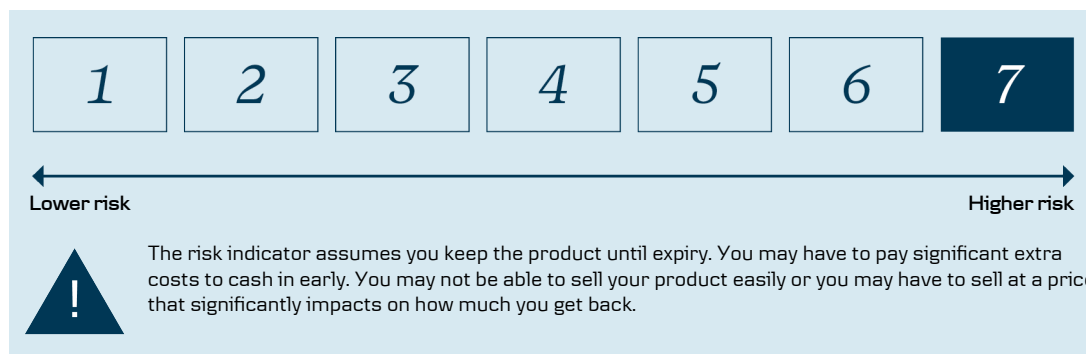 1 2 3 4 5 6 7
Lower risk Higher risk
!
The risk indicator assumes you keep the product until expiry. You may have to pay significant extra
costs to cash in early. You may not be able to sell your product easily or you may have to sell at a price
that significantly impacts on how much you get back.